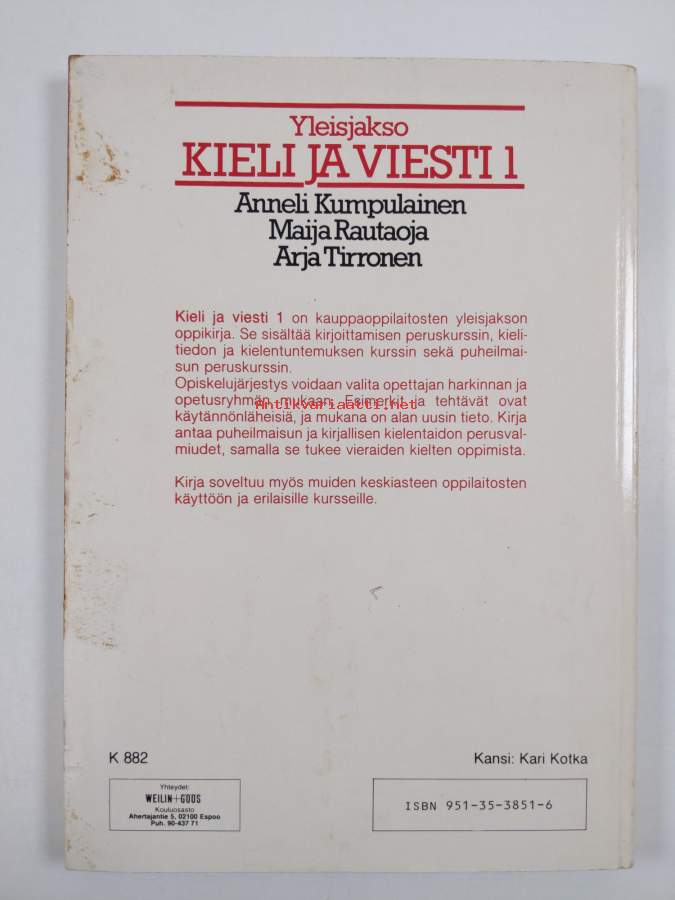 Yleisjakso
KIELI JA VIESTI 1
Anneli Kumpulainen
Maija Rautaoja
Arja Tirronen
Kieli ja viesti 1 on kauppaoppilaitosten yleisjakson
oppikirja. Se sisältää kirjoittamisen peruskurssin, kieli-
tiedon ja kielentuntemuksen kurssin sekä puheilmai-
sun peruskurssin.
Opiskelujärjestys voidaan valita opettajan harkinnan ja
opetusryhmän mukaan. Esimerkit ja tehtävät ovat
Antikvariaatti.net
käytännönläheisiä, ja mukana on alan uusin tieto. Kirja
antaa puheilmaisun ja kirjallisen kielentaidon perusval-
miudet, samalla se tukee vieraiden kielten oppimista.
Kirja soveltuu myös muiden keskiasteen oppilaitosten
käyttöön ja erilaisille kursseille.
K 882
Kansi: Kari Kotka
Yhteydet:
WEILIN+GÖÖS
Kouluosasto
Ahertajantie 5, 02100 Espoo
Puh. 90-437 71
ISBN 951-35-3851-6